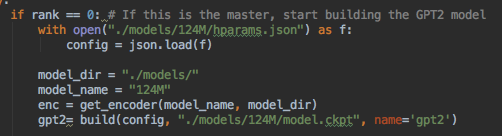 if rank == 0: # If this is the master, start building the GPT2 model
with open("./models/124M/hparams.json") as f:
config = json.load(f)
model_dir = "./models/"
model_name = "124M"
enc = get_encoder(model_name, model_dir)
gpt2= build(config, "./models/124M/model.ckpt", name='gpt2')